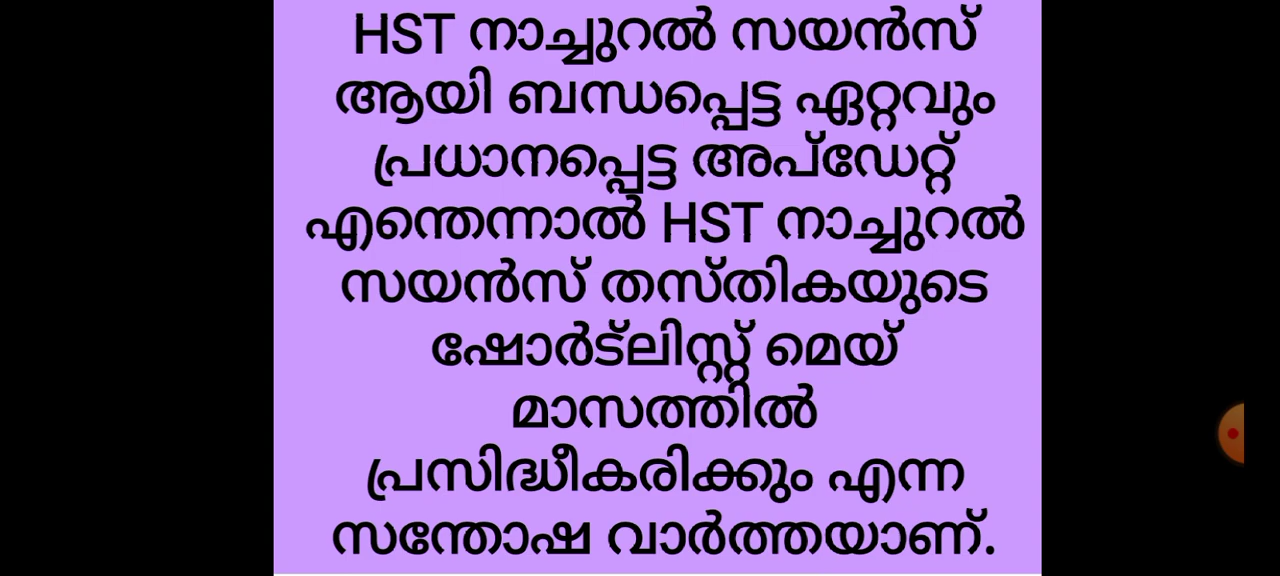 HST നാച്ചുറൽ സയൻസ്
ആയി ബന്ധപ്പെട്ട ഏറ്റവും
പ്രധാനപ്പെട്ട അപ്ഡേറ്റ്
എന്തെന്നാൽ HST നാച്ചുറൽ
സയൻസ് തസ്തികയുടെ
ഷോർട്ലിസ്റ്റ് മെയ്
മാസത്തിൽ
പ്രസിദ്ധീകരിക്കും എന്ന
സന്തോഷ വാർത്തയാണ്.